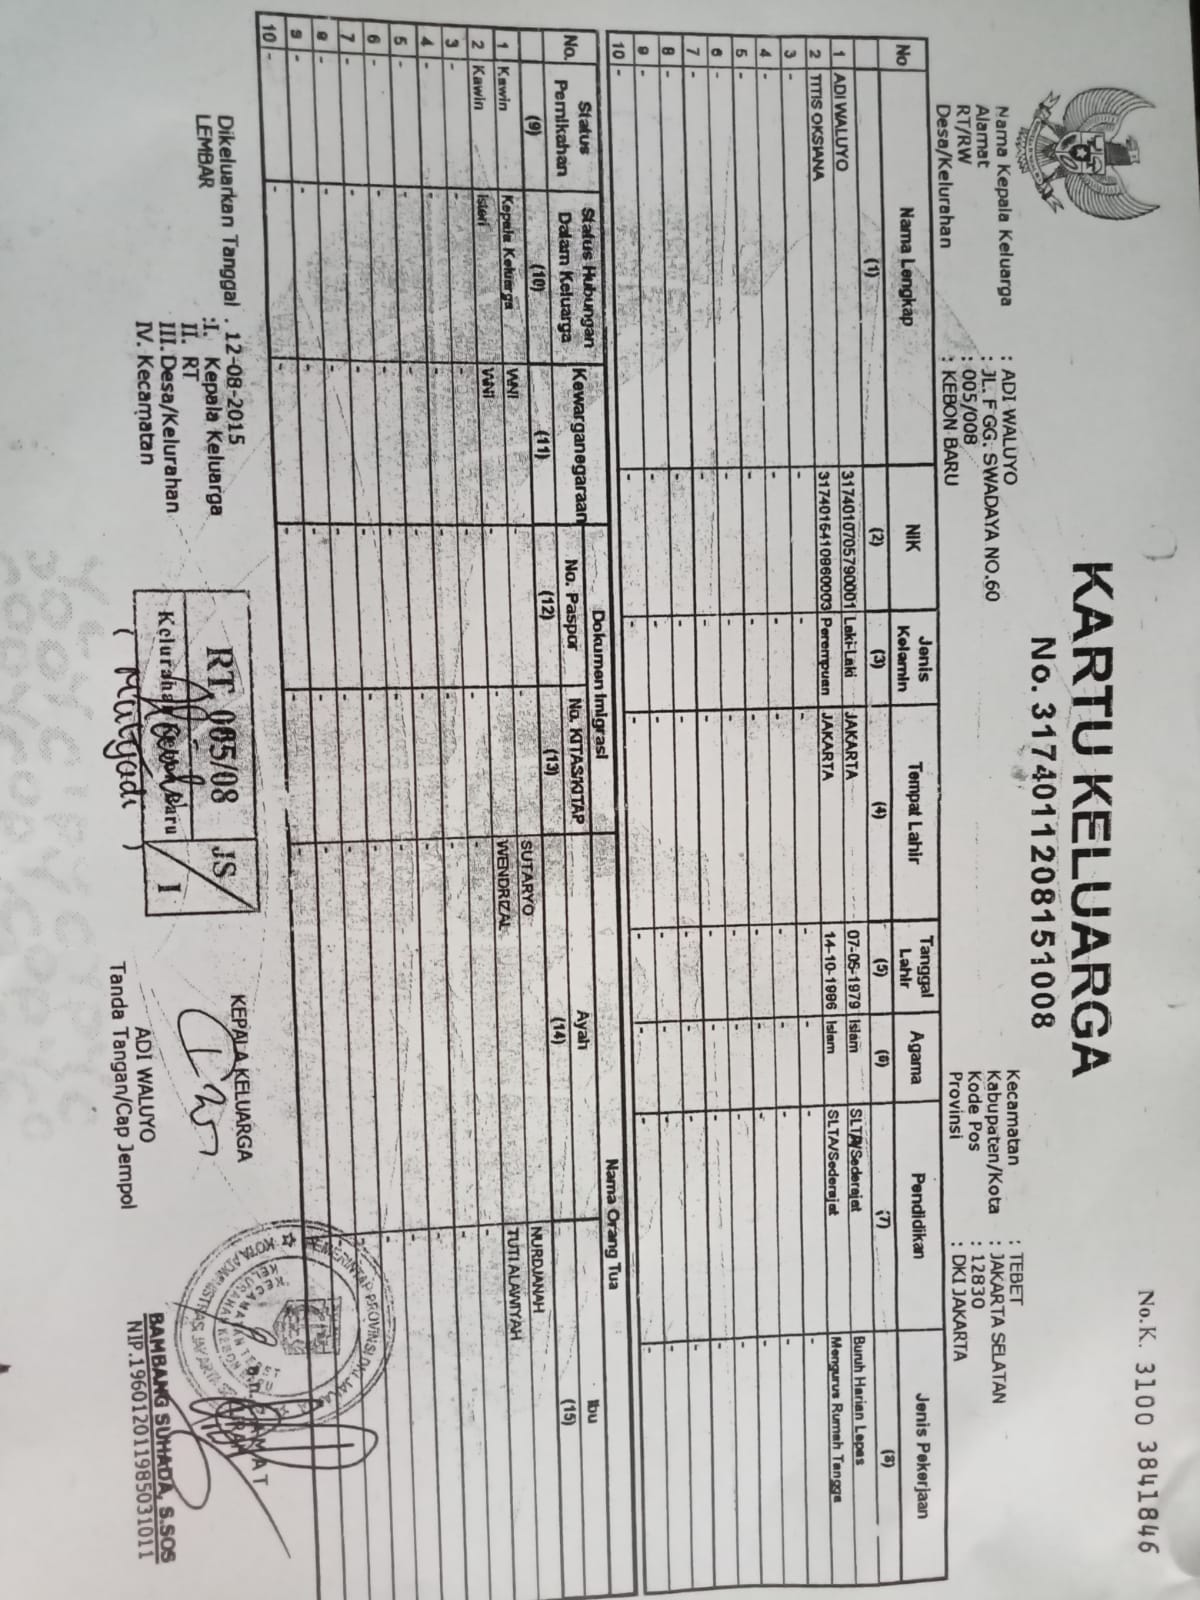 No.K. 3100 3841846
KARTU KELUARGA
No. 3174011208151008
Nama Kepala Keluarga : ADI WALUYO
Alamat : JL. F GG. SWADAYA NO.60
RT/RW : 005/008
Desa/Kelurahan : KEBON BARU
Kecamatan : TEBET
Kabupaten/Kota : JAKARTA SELATAN
Kode Pos : 12830
Provinsi : DKI JAKARTA
No Nama Lengkap NIK Jenis Kelamin Tempat Lahir Tanggal Lahir Agama Pendidikan Jenis Pekerjaan
(1) (2) (3) (4) (5) (6) (7) (8)
1 ADI WALUYO 3174010705790001 Laki-Laki JAKARTA 07-05-1979 Islam SLTA/Sederajat Buruh Harian Lepas
2 TITIS OKSIANA 3174015410960003 Perempuan JAKARTA 14-10-1996 Islam SLTA/Sederajat Mengurus Rumah Tangga
3 - - - - - - - -
4 - - - - - - - -
5 - - - - - - - -
6 - - - - - - - -
7 - - - - - - - -
8 - - - - - - - -
9 - - - - - - - -
10 - - - - - - - -
No. Status Pernikahan Status Hubungan Dalam Keluarga Kewarganegaraan Dokumen Imigrasi Nama Orang Tua
No. Paspor No. KITAS/KITAP Ayah Ibu
(9) (10) (11) (12) (13) (14) (15)
1 Kawin Kepala Keluarga WNI - - SUTARYO NURDJANAH
2 Kawin Isteri WNI - - WENDRIZAL TUTI ALAWIYAH
3 - - - - - - -
4 - - - - - - -
5 - - - - - - -
6 - - - - - - -
7 - - - - - - -
8 - - - - - - -
9 - - - - - - -
10 - - - - - - -
Dikeluarkan Tanggal : 12-08-2015
LEMBAR :I. Kepala Keluarga
II. RT
III. Desa/Kelurahan
IV. Kecamatan
RT. 005/08 JS/I
Kelurahan Kebon Baru
( Mulyadi )
KEPALA KELUARGA
ADI WALUYO
Tanda Tangan/Cap Jempol
PEMERINTAH PROVINSI DKI JAKARTA
KOTA ADMINISTRASI JAKARTA
KECAMATAN TEBET
KELURAHAN KEBON BARU
a.n. CAMAT
LURAH
BAMBANG SUHADA, S.SOS
NIP.196012011985031011